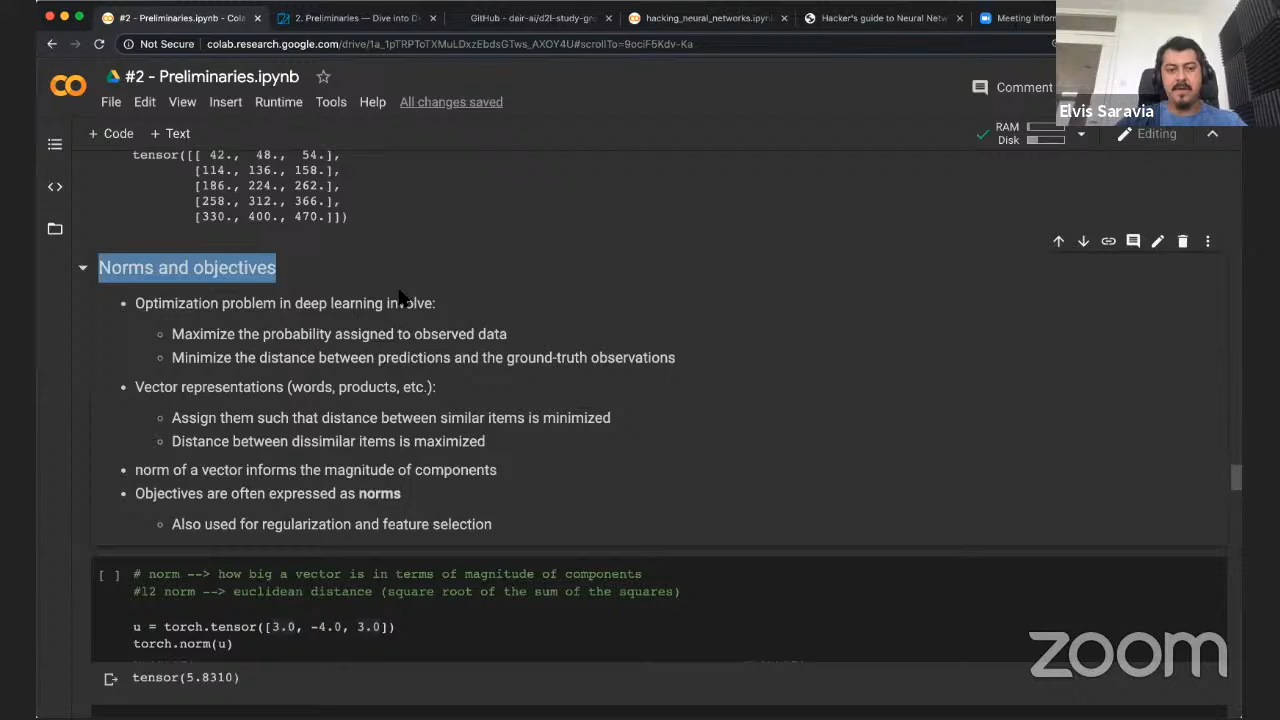 #2 - Preliminaries.ipynb - Cola
2. Preliminaries — Dive into D
GitHub - dair-ai/d2l-study-gro
hacking_neural_networks.ipynb
Hacker's guide to Neural Netw
Meeting Inform
Not Secure | colab.research.google.com/drive/1a_1pTRPToTXMuLDxzEbdsGTws_AXOY4U#scrollTo=9ociF5Kdv-Ka
#2 - Preliminaries.ipynb
Comment
Elvis Saravia
File Edit View Insert Runtime Tools Help All changes saved
+ Code + Text
RAM
Disk
Editing
tensor([[ 42., 48., 54.],
[114., 136., 158.],
[186., 224., 262.],
[258., 312., 366.],
[330., 400., 470.]])
Norms and objectives
Optimization problem in deep learning involve:
Maximize the probability assigned to observed data
Minimize the distance between predictions and the ground-truth observations
Vector representations (words, products, etc.):
Assign them such that distance between similar items is minimized
Distance between dissimilar items is maximized
norm of a vector informs the magnitude of components
Objectives are often expressed as norms
Also used for regularization and feature selection
[ ] # norm --> how big a vector is in terms of magnitude of components
#l2 norm --> euclidean distance (square root of the sum of the squares)
u = torch.tensor([3.0, -4.0, 3.0])
torch.norm(u)
tensor(5.8310)
zoom